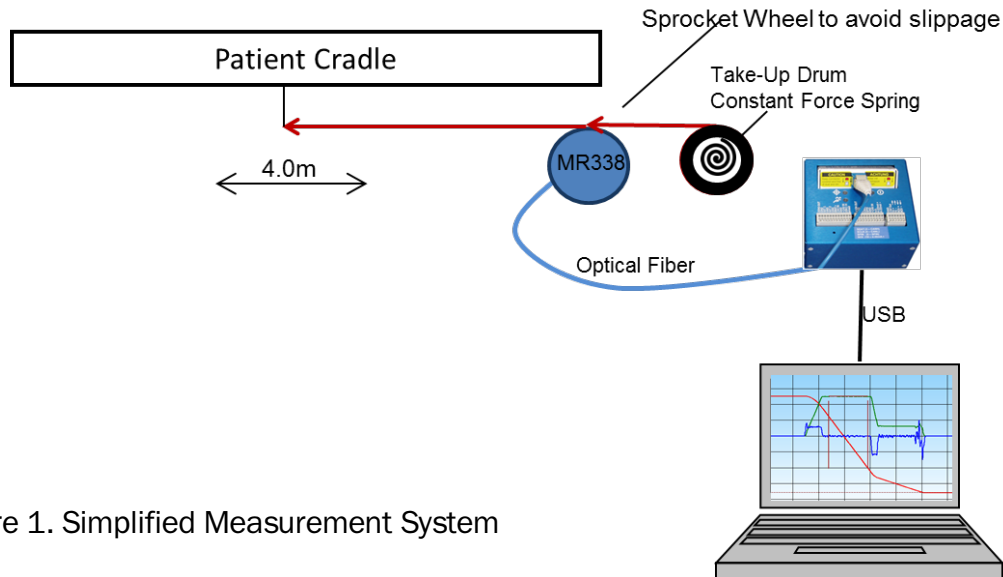 Sprocket Wheel to avoid slippage
Patient Cradle
Take-Up Drum
Constant Force Spring
MR338
4.0m
Optical Fiber
USB
re 1. Simplified Measurement System